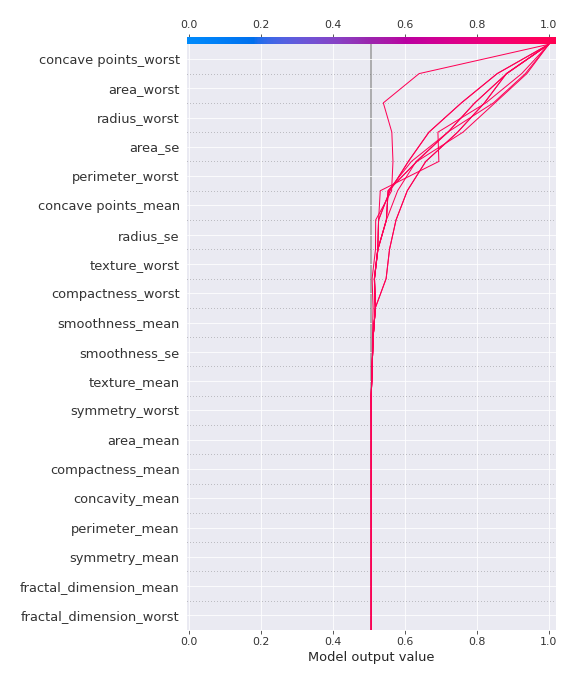 0.0 0.2 0.4 0.6 0.8 1.0
concave points_worst
area_worst
radius_worst
area_se
perimeter_worst
concave points_mean
radius_se
texture_worst
compactness_worst
smoothness_mean
smoothness_se
texture_mean
symmetry_worst
area_mean
compactness_mean
concavity_mean
perimeter_mean
symmetry_mean
fractal_dimension_mean
fractal_dimension_worst
0.0 0.2 0.4 0.6 0.8 1.0
Model output value